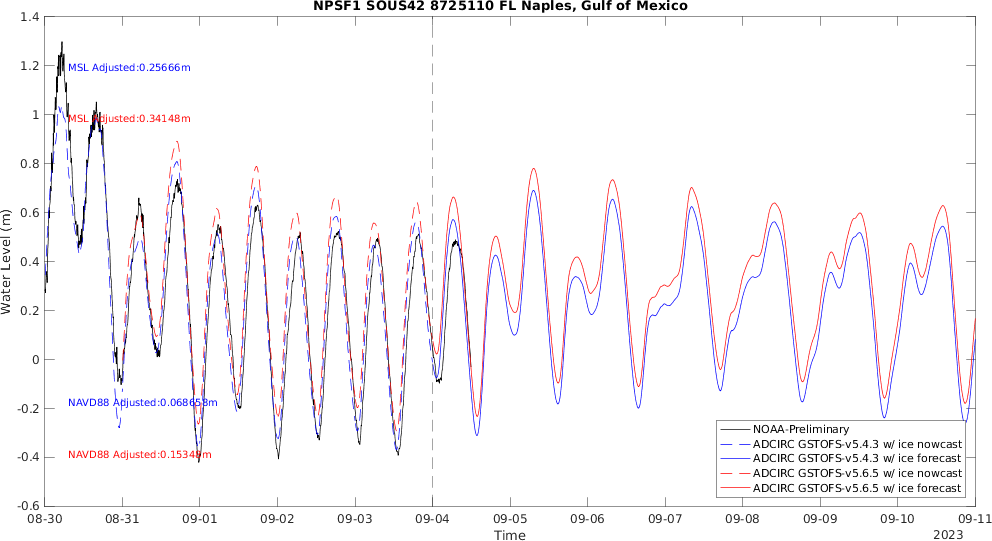 NPSF1 SOUS42 8725110 FL Naples, Gulf of Mexico
1.4
1.2
1
0.8
0.6
0.4
0.2
0
-0.2
-0.4
-0.6
Water Level (m)
MSL Adjusted:0.25666m
MSL Adjusted:0.34148m
NAVD88 Adjusted:0.068658m
NAVD88 Adjusted:0.15348m
NOAA-Preliminary
ADCIRC GSTOFS-v5.4.3 w/ ice nowcast
ADCIRC GSTOFS-v5.4.3 w/ ice forecast
ADCIRC GSTOFS-v5.6.5 w/ ice nowcast
ADCIRC GSTOFS-v5.6.5 w/ ice forecast
08-30 08-31 09-01 09-02 09-03 09-04 09-05 09-06 09-07 09-08 09-09 09-10 09-11
Time
2023